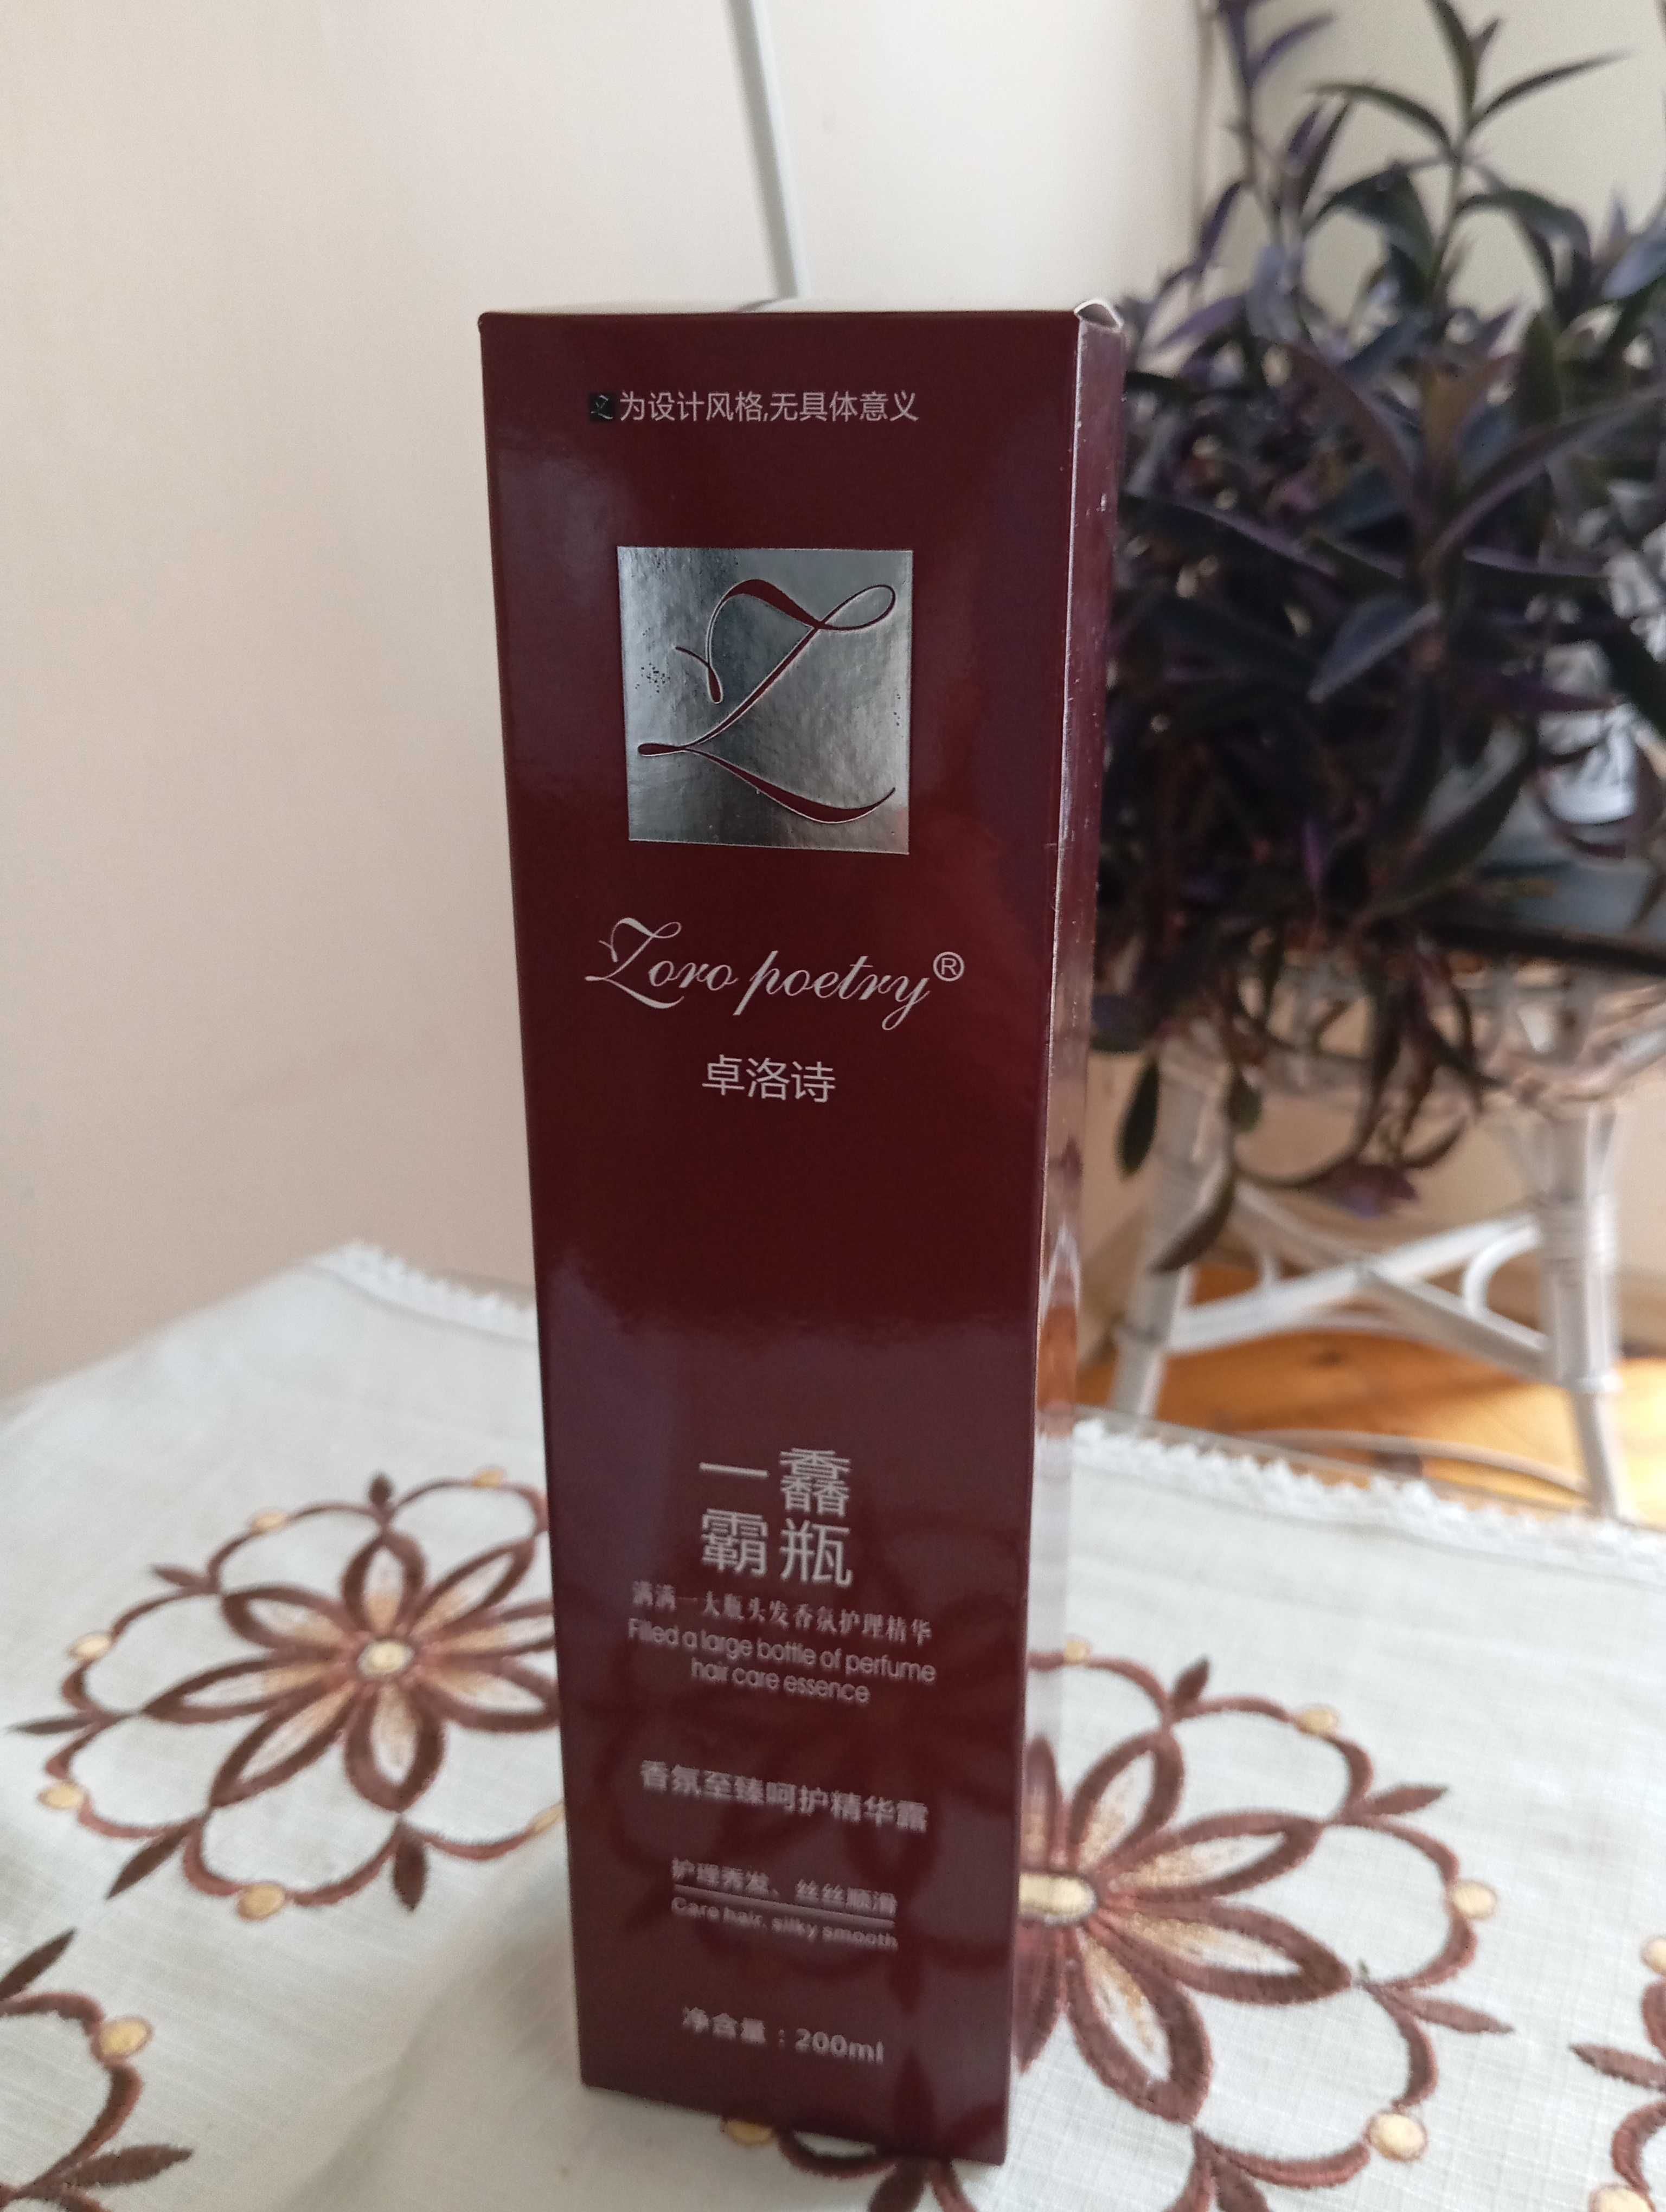 Z为设计风格,无具体意义
Z
Zoro poetry®
卓洛诗
一馫
霸瓶
满满一大瓶头发香氛护理精华
Filled a large bottle of perfume
hair care essence
香氛至臻呵护精华露
护理秀发、丝丝顺滑
Care hair, silky smooth
净含量：200ml